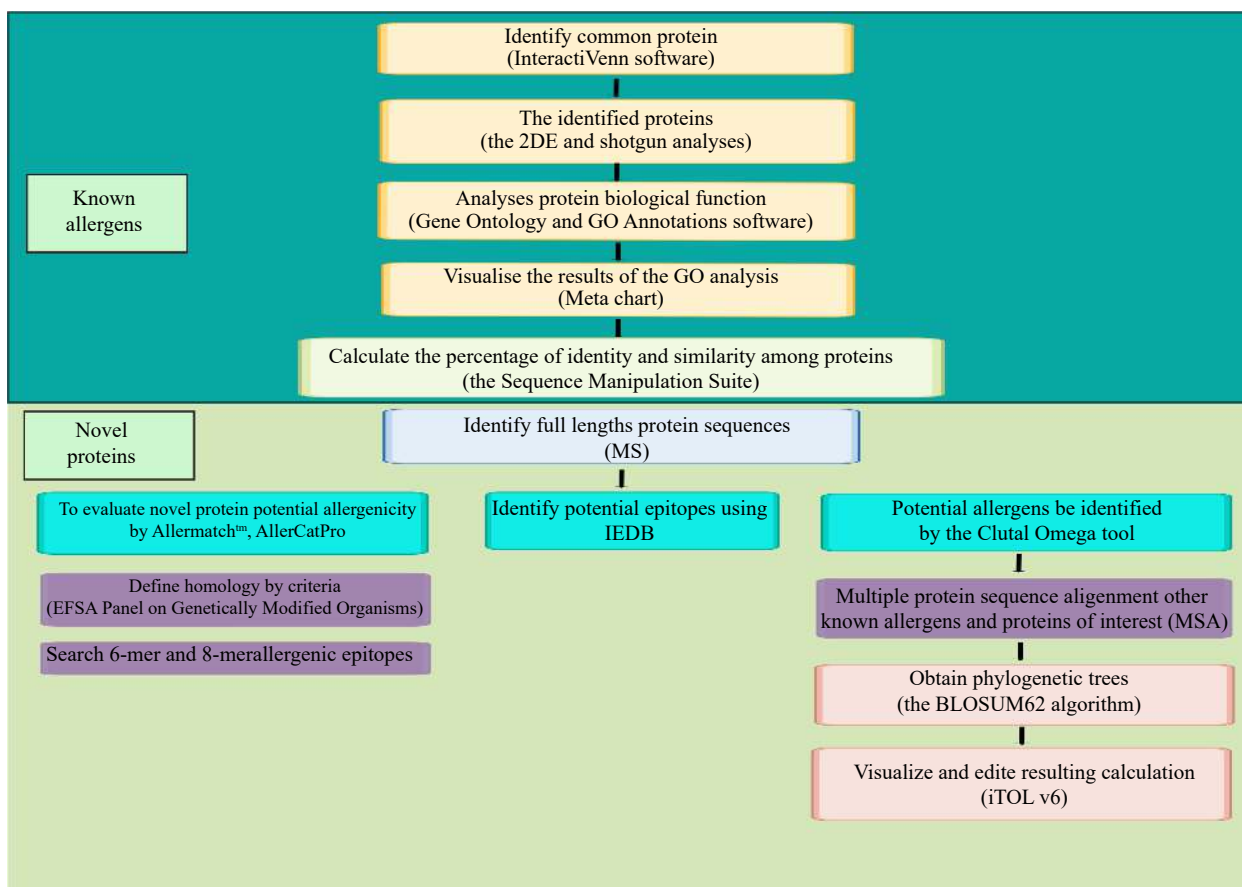 Identify common protein
(InteractiVenn software)
The identified proteins
(the 2DE and shotgun analyses)
Known
allergens
Analyses protein biological function
(Gene Ontology and GO Annotations software)
Visualise the results of the GO analysis
(Meta chart)
Calculate the percentage of identity and similarity among proteins
(the Sequence Manipulation Suite)
Novel
proteins
Identify full lengths protein sequences
(MS)
To evaluate novel protein potential allergenicity
by Allermatch™, AllerCatPro
Define homology by criteria
(EFSA Panel on Genetically Modified Organisms)
Search 6-mer and 8-merallergenic epitopes
Identify potential epitopes using
IEDB
Potential allergens be identified
by the Clutal Omega tool
Multiple protein sequence aligenment other
known allergens and proteins of interest (MSA)
Obtain phylogenetic trees
(the BLOSUM62 algorithm)
Visualize and edite resulting calculation
(iTOL v6)